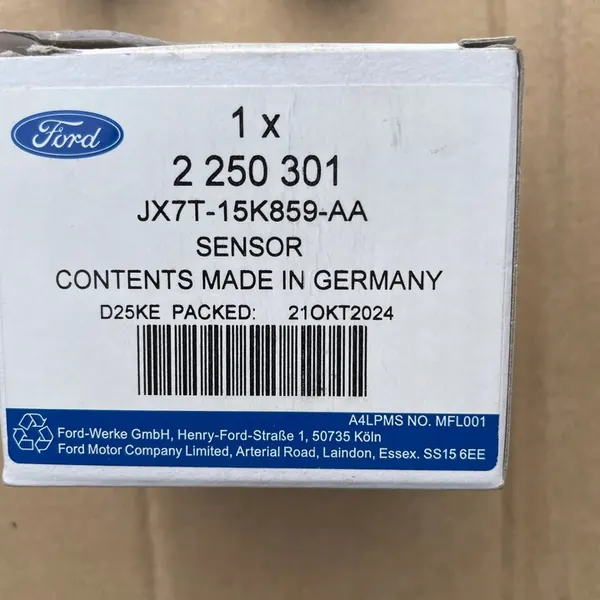 Ford
1 x
2 250 301
JX7T-15K859-AA
SENSOR
CONTENTS MADE IN GERMANY
D25KE PACKED: 21OKT2024
A4LPMS NO. MFL001
Ford-Werke GmbH, Henry-Ford-Straße 1, 50735 Köln
Ford Motor Company Limited, Arterial Road, Laindon, Essex. SS15 6EE